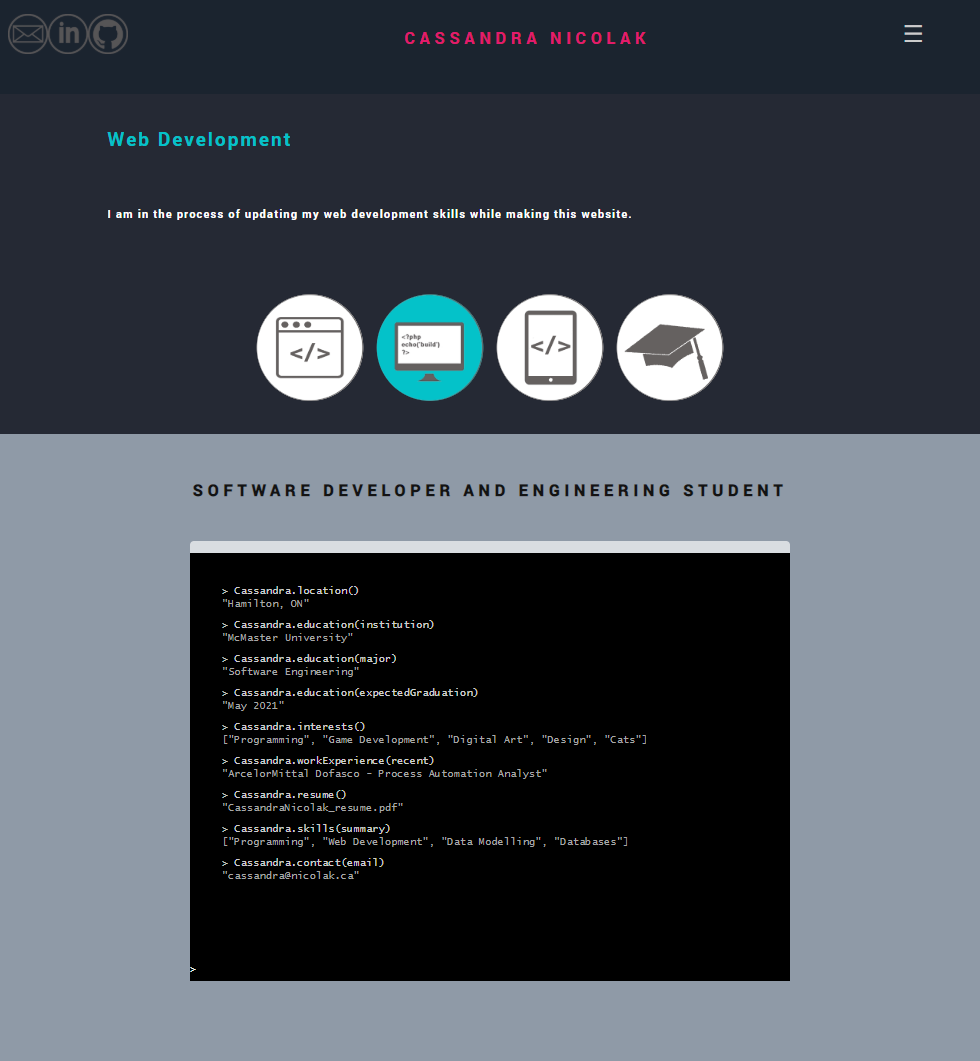 in
CASSANDRA NICOLAK
Web Development
I am in the process of updating my web development skills while making this website.
</>
<?php
echo('build')
?>
</>
SOFTWARE DEVELOPER AND ENGINEERING STUDENT
> Cassandra.location()
"Hamilton, ON"
> Cassandra.education(institution)
"McMaster University"
> Cassandra.education(major)
"Software Engineering"
> Cassandra.education(expectedGraduation)
"May 2021"
> Cassandra.interests()
["Programming", "Game Development", "Digital Art", "Design", "Cats"]
> Cassandra.workExperience(recent)
"ArcelorMittal Dofasco - Process Automation Analyst"
> Cassandra.resume()
"CassandraNicolak_resume.pdf"
> Cassandra.skills(summary)
["Programming", "Web Development", "Data Modelling", "Databases"]
> Cassandra.contact(email)
"cassandra@nicolak.ca"
>